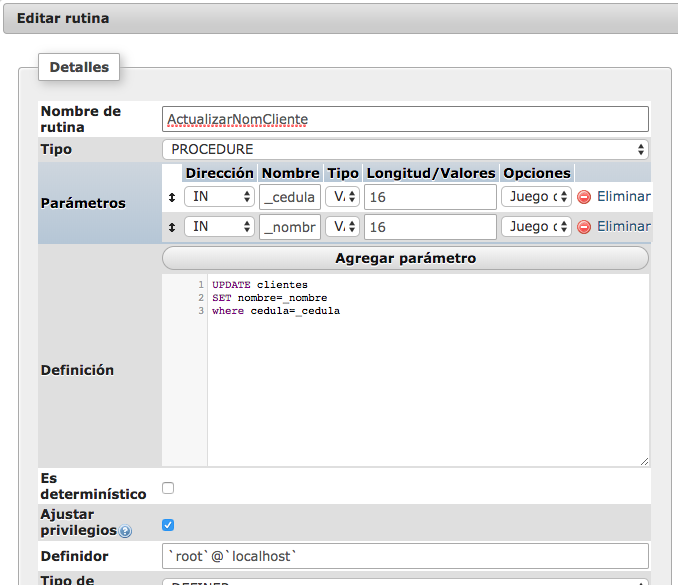 Editar rutina
Detalles
Nombre de
rutina
ActualizarNomCliente
Tipo
PROCEDURE
Dirección Nombre Tipo Longitud/Valores Opciones
Parámetros
IN _cedula V 16 Juego Eliminar
IN _nombr V 16 Juego Eliminar
Agregar parámetro
Definición
1 UPDATE clientes
2 SET nombre=_nombre
3 where cedula=_cedula
Es
determinístico
Ajustar
privilegios
Definidor
`root`@`localhost`
Tipo de
DEFINER